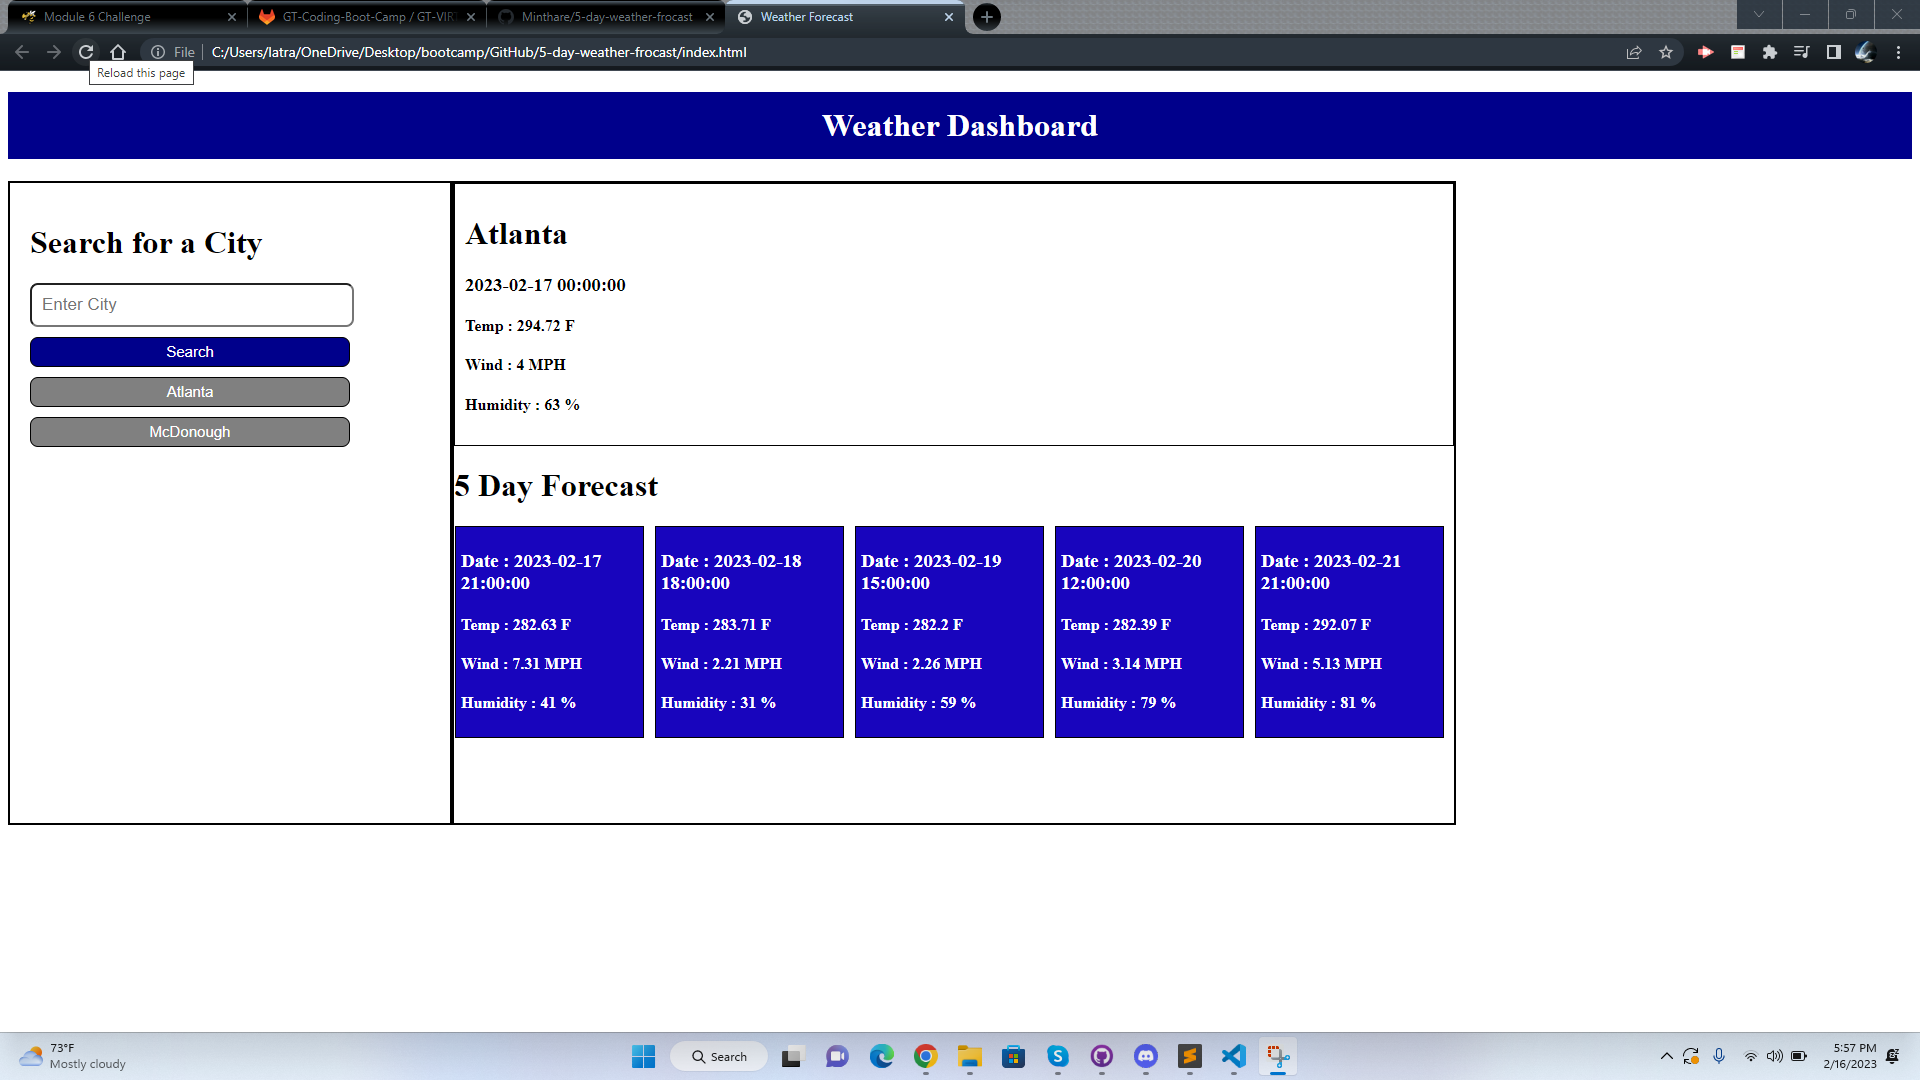 Module 6 Challenge
GT-Coding-Boot-Camp / GT-VIRT
Minthare/5-day-weather-frocast
Weather Forecast
File
C:/Users/latra/OneDrive/Desktop/bootcamp/GitHub/5-day-weather-frocast/index.html
Reload this page
Weather Dashboard
Search for a City
Enter City
Search
Atlanta
McDonough
Atlanta
2023-02-17 00:00:00
Temp : 294.72 F
Wind : 4 MPH
Humidity : 63 %
5 Day Forecast
Date : 2023-02-17
21:00:00
Temp : 282.63 F
Wind : 7.31 MPH
Humidity : 41 %
Date : 2023-02-18
18:00:00
Temp : 283.71 F
Wind : 2.21 MPH
Humidity : 31 %
Date : 2023-02-19
15:00:00
Temp : 282.2 F
Wind : 2.26 MPH
Humidity : 59 %
Date : 2023-02-20
12:00:00
Temp : 282.39 F
Wind : 3.14 MPH
Humidity : 79 %
Date : 2023-02-21
21:00:00
Temp : 292.07 F
Wind : 5.13 MPH
Humidity : 81 %
73°F
Mostly cloudy
Search
5:57 PM
2/16/2023